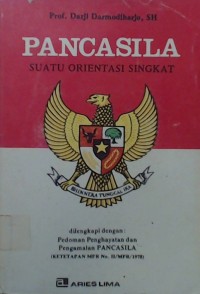 Prof. Darji Darmodiharjo, SH
PANCASILA
SUATU ORIENTASI SINGKAT
BHINNEKA TUNGGAL IKA
dilengkapi dengan:
Pedoman Penghayatan dan
Pengamalan PANCASILA
(KETETAPAN MPR No. II/MPR/1978)
ARIES LIMA